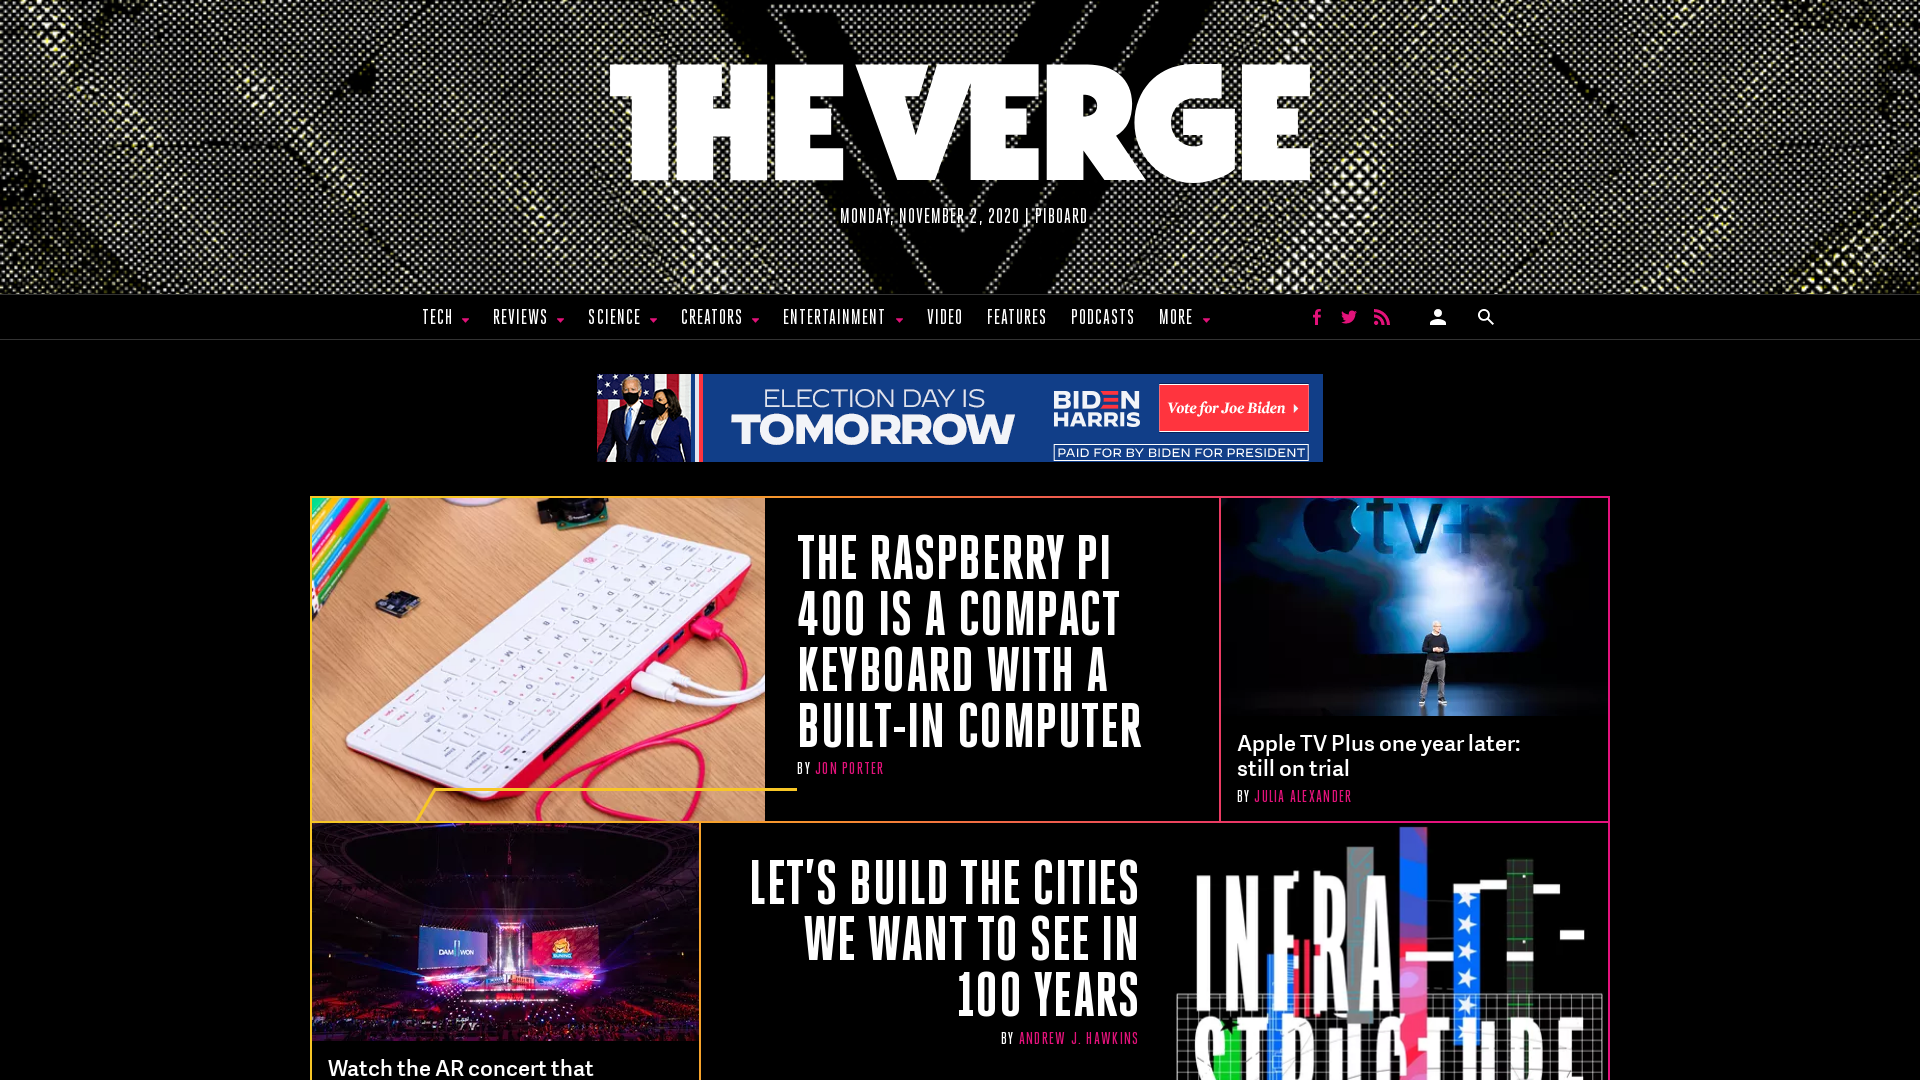 THE VERGE
MONDAY, NOVEMBER 2, 2020 | PIBOARD
TECH REVIEWS SCIENCE CREATORS ENTERTAINMENT VIDEO FEATURES PODCASTS MORE
ELECTION DAY IS
TOMORROW
BIDEN
HARRIS
Vote for Joe Biden
PAID FOR BY BIDEN FOR PRESIDENT
THE RASPBERRY PI
400 IS A COMPACT
KEYBOARD WITH A
BUILT-IN COMPUTER
BY JON PORTER
tv+
Apple TV Plus one year later:
still on trial
BY JULIA ALEXANDER
DAMWON
Watch the AR concert that
LET'S BUILD THE CITIES
WE WANT TO SEE IN
100 YEARS
BY ANDREW J. HAWKINS
INFRA
STRUCTURE